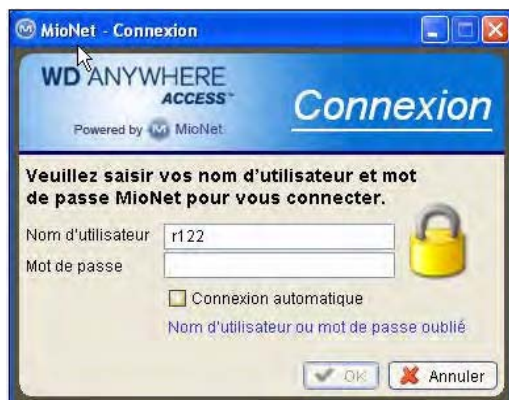 MioNet - Connexion
WD ANYWHERE
ACCESS™
Powered by MioNet
Connexion
Veuillez saisir vos nom d'utilisateur et mot
de passe MioNet pour vous connecter.
Nom d'utilisateur r122
Mot de passe
Connexion automatique
Nom d'utilisateur ou mot de passe oublié
OK Annuler